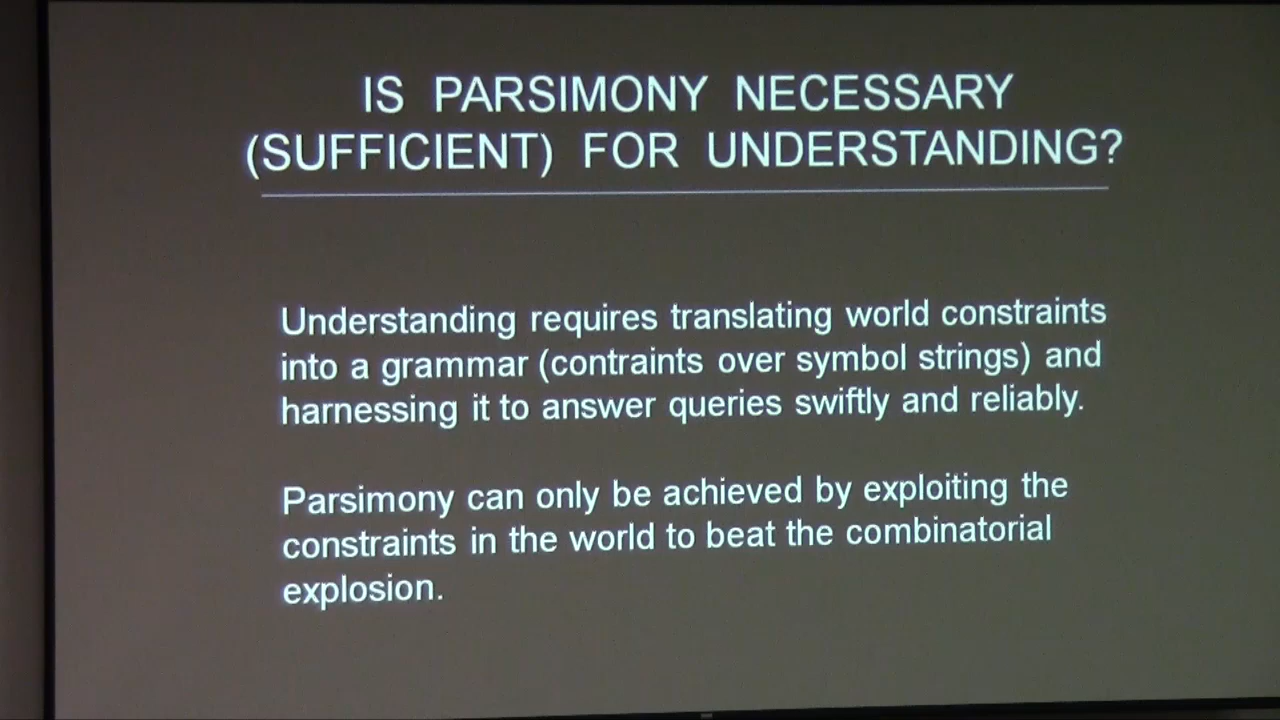 IS PARSIMONY NECESSARY
(SUFFICIENT) FOR UNDERSTANDING?
Understanding requires translating world constraints
into a grammar (contraints over symbol strings) and
harnessing it to answer queries swiftly and reliably.
Parsimony can only be achieved by exploiting the
constraints in the world to beat the combinatorial
explosion.